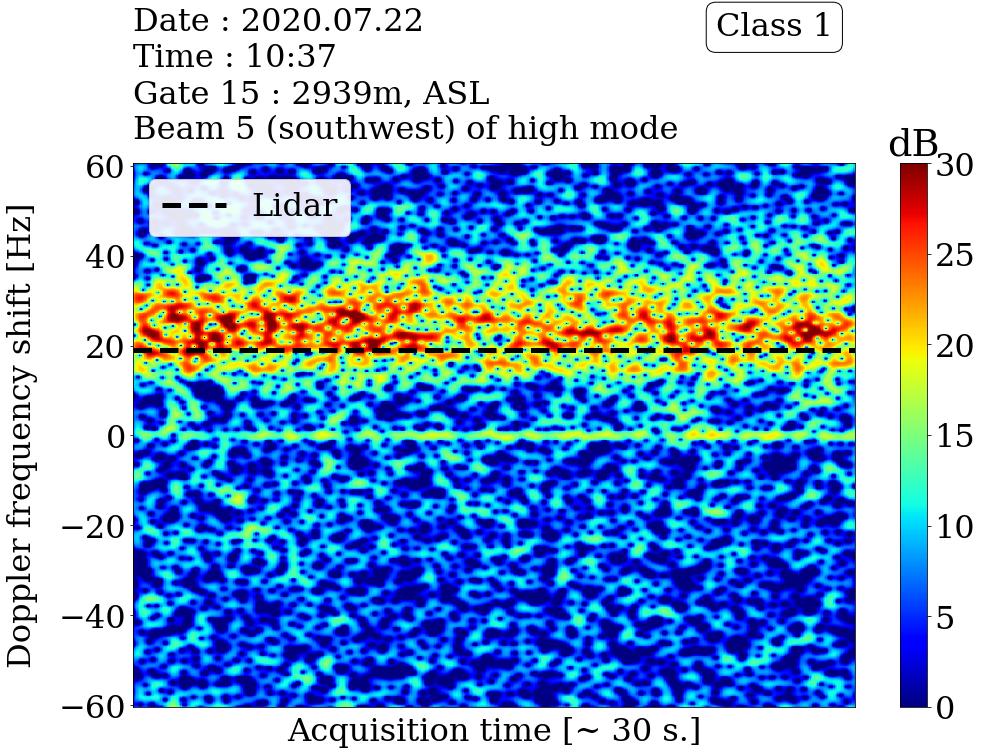 Date : 2020.07.22
Class 1
Time : 10:37
Gate 15 : 2939m, ASL
Beam 5 (southwest) of high mode
dB
Lidar
60
40
20
0
−20
−40
−60
Doppler frequency shift [Hz]
Acquisition time [~ 30 s.]
30
25
20
15
10
5
0